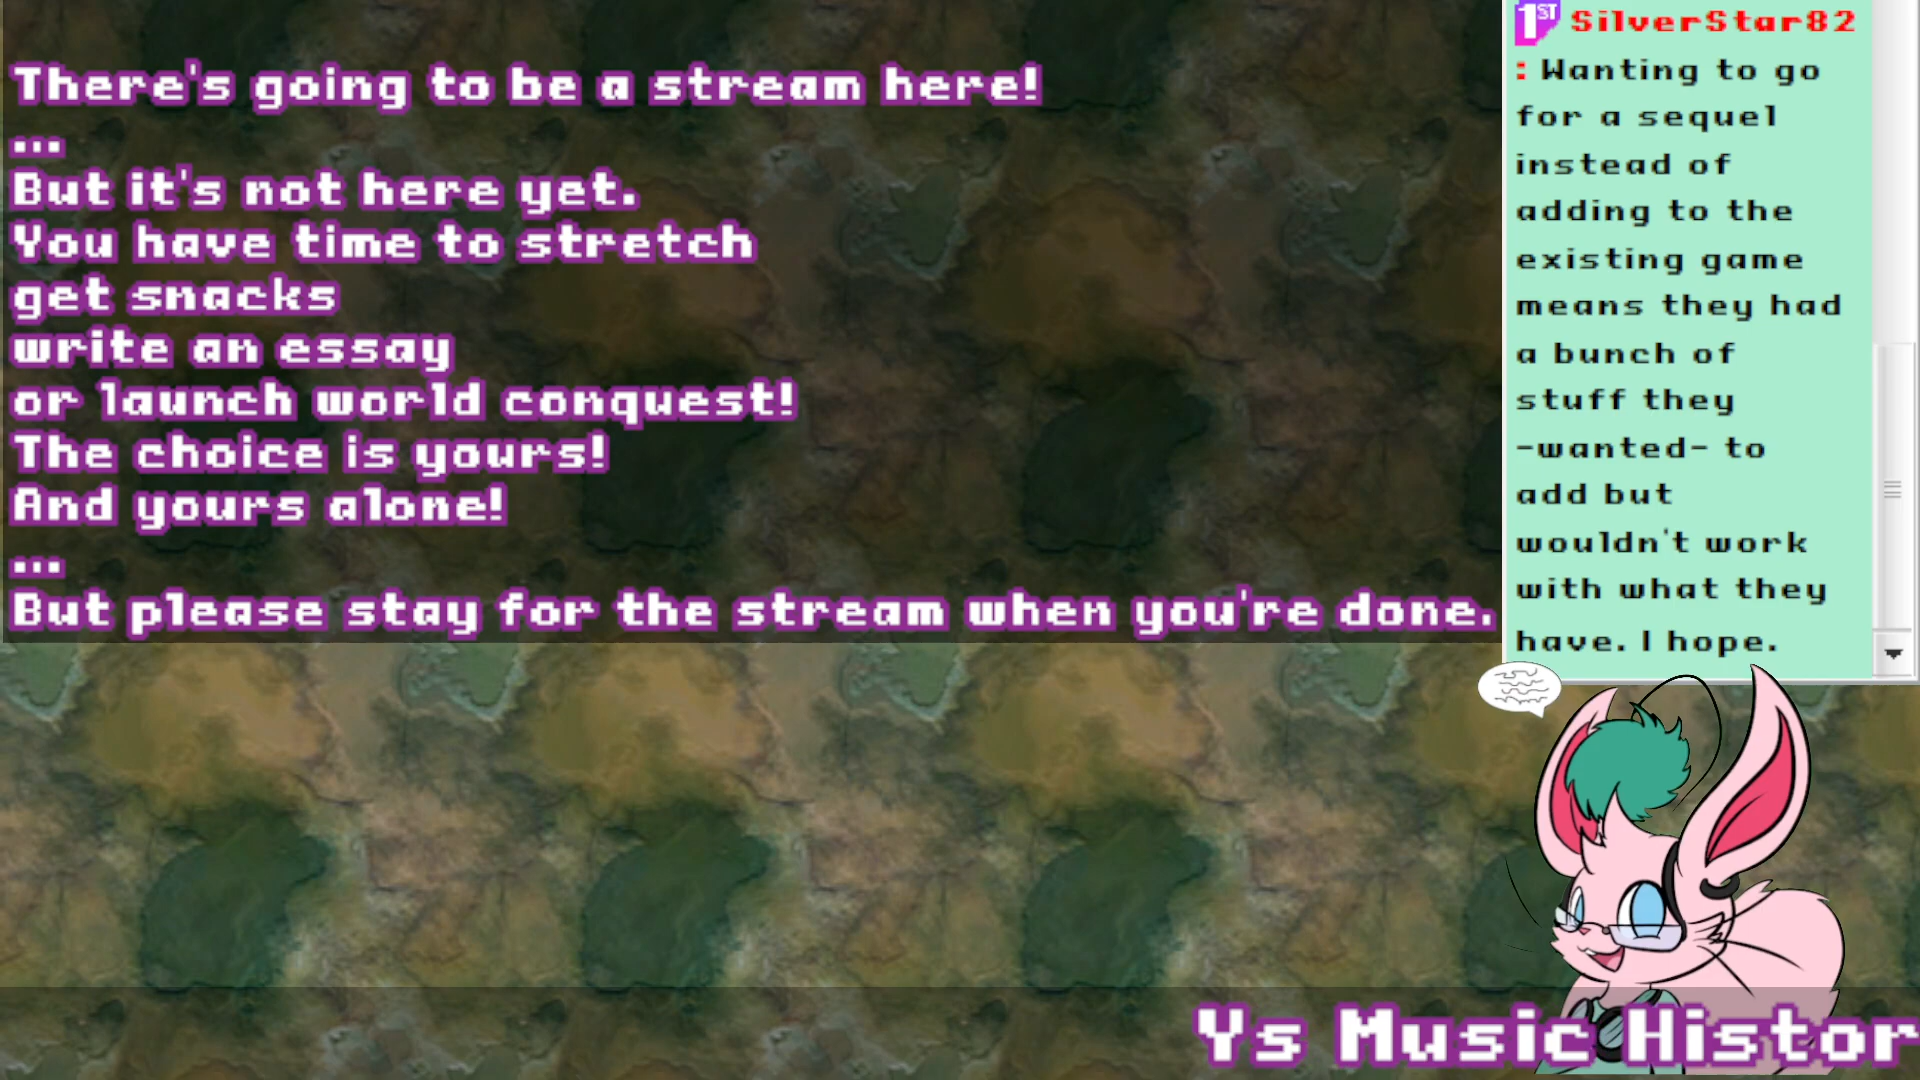 There's going to be a stream here!
...
But it's not here yet.
You have time to stretch
get snacks
write an essay
or launch world conquest!
The choice is yours!
And yours alone!
...
But please stay for the stream when you're done.
1ST SilverStar82
: Wanting to go
for a sequel
instead of
adding to the
existing game
means they had
a bunch of
stuff they
-wanted- to
add but
wouldn't work
with what they
have. I hope.
Ys Music Histor